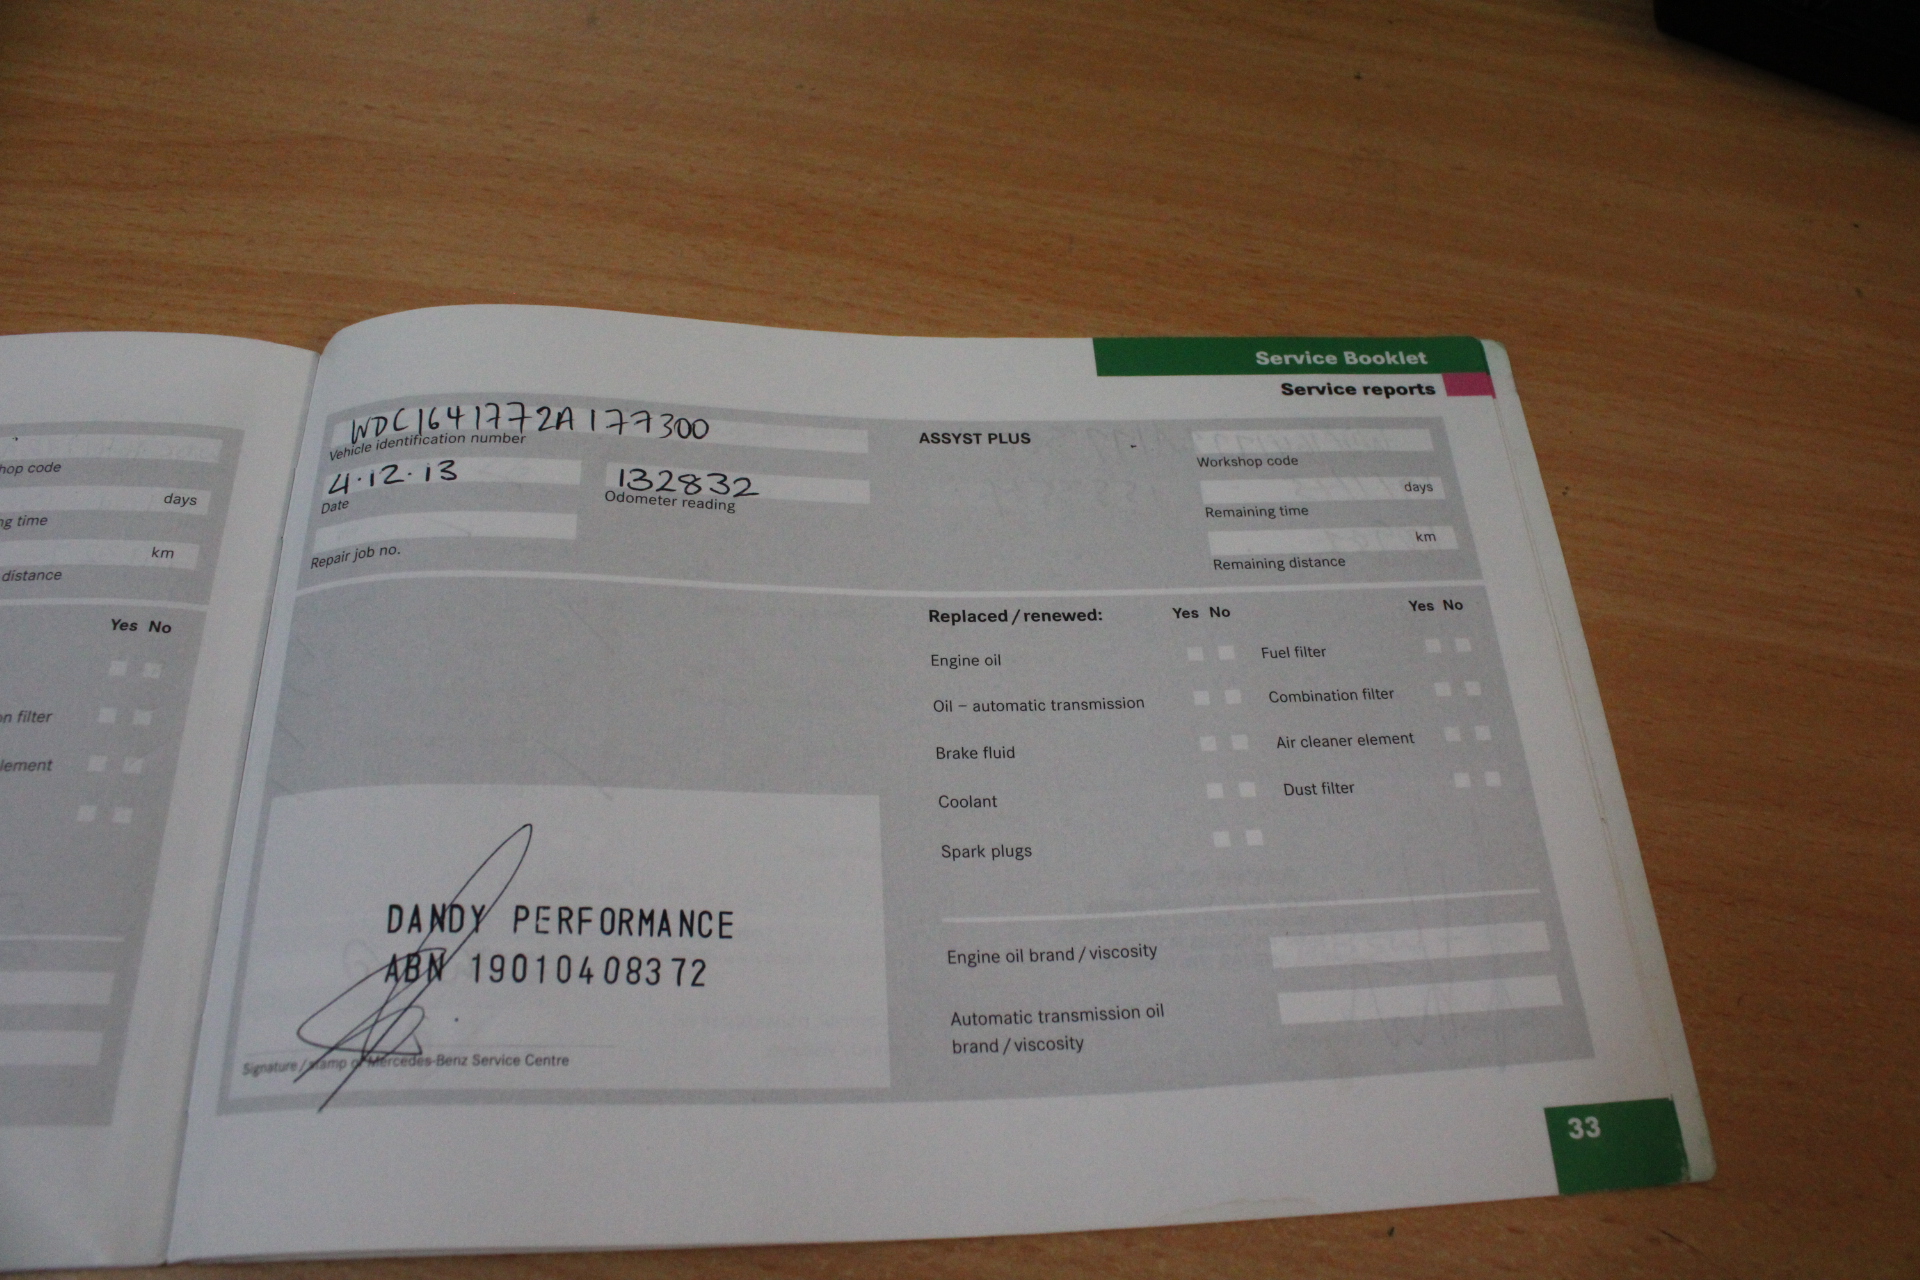 hop code
days
ng time
km
distance
Yes No
on filter
lement
Service Booklet
Service reports
WDC1641772A177300
Vehicle identification number
4.12.13
Date
132832
Odometer reading
Repair job no.
ASSYST PLUS
Workshop code
days
Remaining time
km
Remaining distance
Replaced / renewed:
Yes No
Yes No
Engine oil
Fuel filter
Oil – automatic transmission
Combination filter
Brake fluid
Air cleaner element
Coolant
Dust filter
Spark plugs
DANDY PERFORMANCE
ABN 19010408372
Signature / stamp of Mercedes-Benz Service Centre
Engine oil brand / viscosity
Automatic transmission oil
brand / viscosity
33